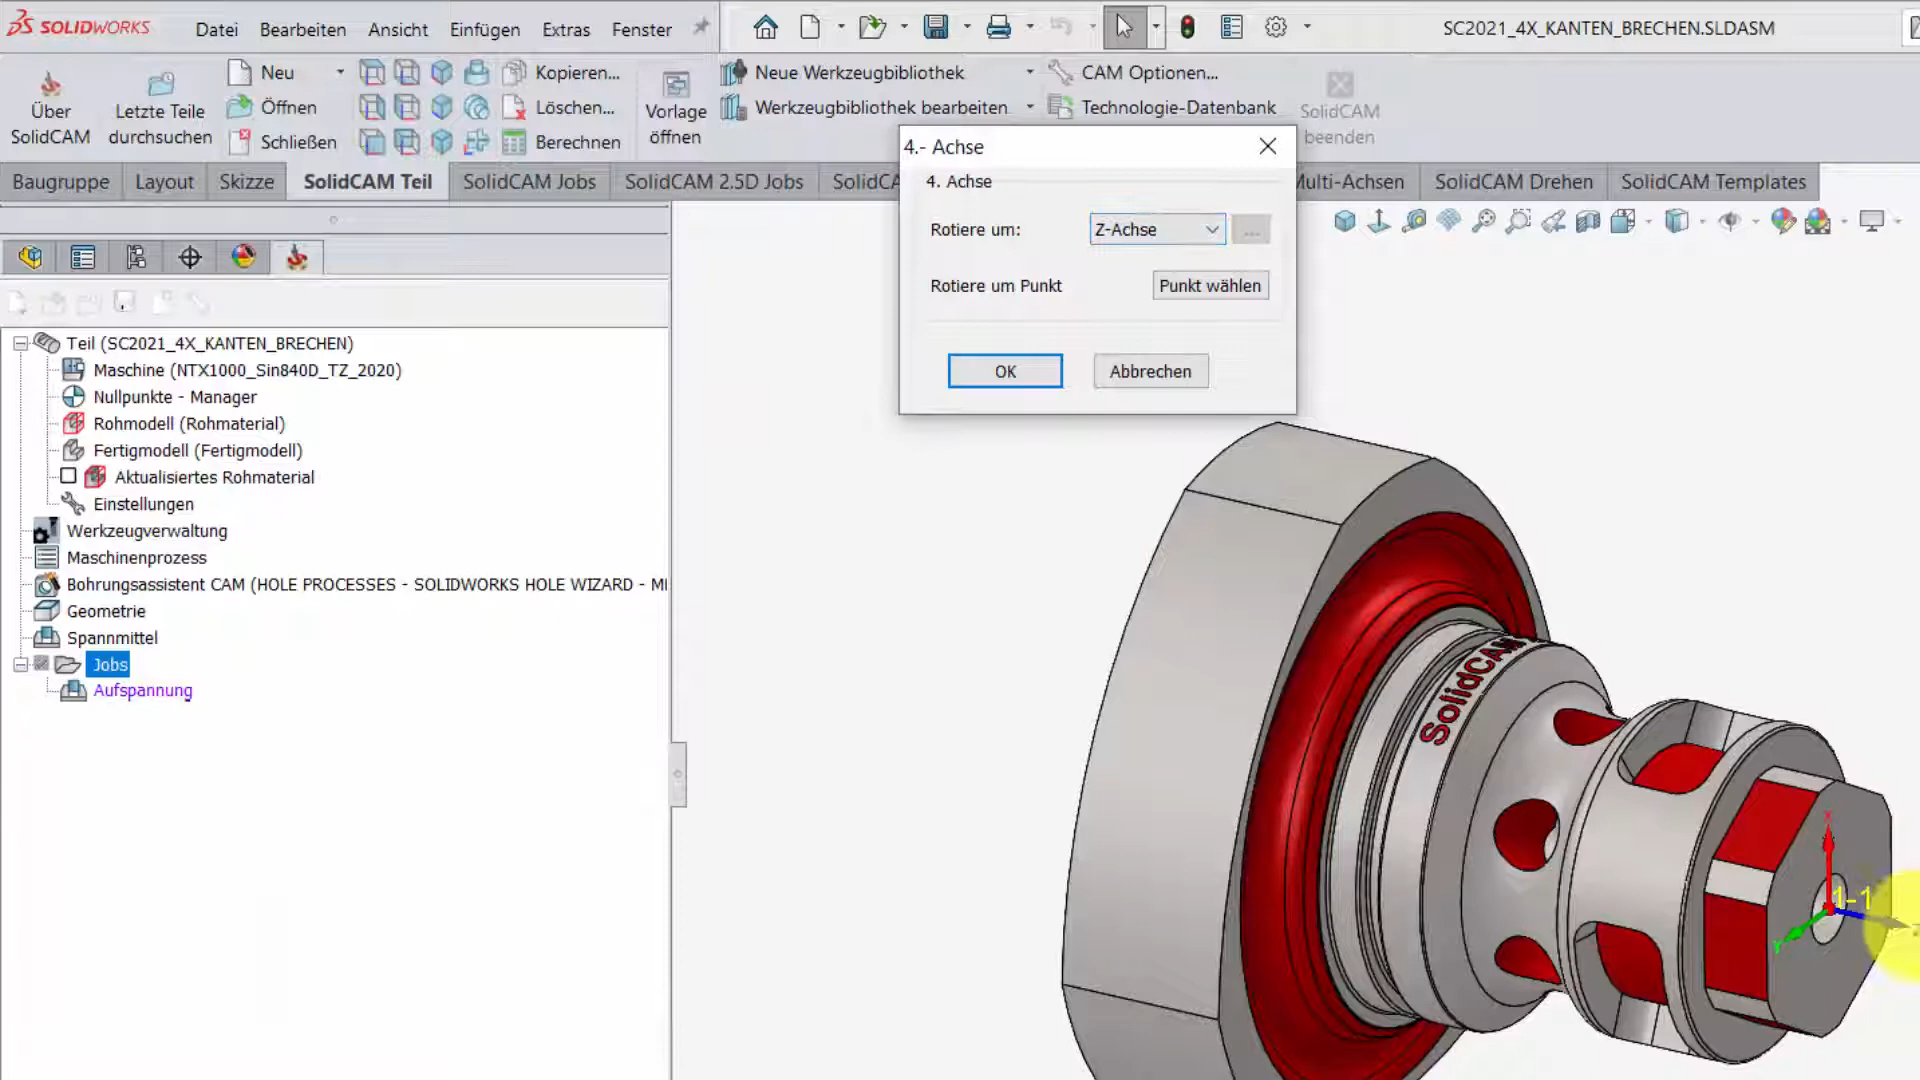 SOLIDWORKS
Datei Bearbeiten Ansicht Einfügen Extras Fenster
SC2021_4X_KANTEN_BRECHEN.SLDASM
Über SolidCAM
Letzte Teile durchsuchen
Neu
Öffnen
Schließen
Kopieren...
Löschen...
Berechnen
Vorlage öffnen
Neue Werkzeugbibliothek
Werkzeugbibliothek bearbeiten
CAM Optionen...
Technologie-Datenbank
SolidCAM beenden
Baugruppe Layout Skizze SolidCAM Teil SolidCAM Jobs SolidCAM 2.5D Jobs SolidCA Multi-Achsen SolidCAM Drehen SolidCAM Templates
4.- Achse
4. Achse
Rotiere um: Z-Achse ...
Rotiere um Punkt Punkt wählen
OK Abbrechen
Teil (SC2021_4X_KANTEN_BRECHEN)
Maschine (NTX1000_Sin840D_TZ_2020)
Nullpunkte - Manager
Rohmodell (Rohmaterial)
Fertigmodell (Fertigmodell)
Aktualisiertes Rohmaterial
Einstellungen
Werkzeugverwaltung
Maschinenprozess
Bohrungsassistent CAM (HOLE PROCESSES - SOLIDWORKS HOLE WIZARD - MI
Geometrie
Spannmittel
Jobs
Aufspannung
SolidCAM
X
1-1
Y